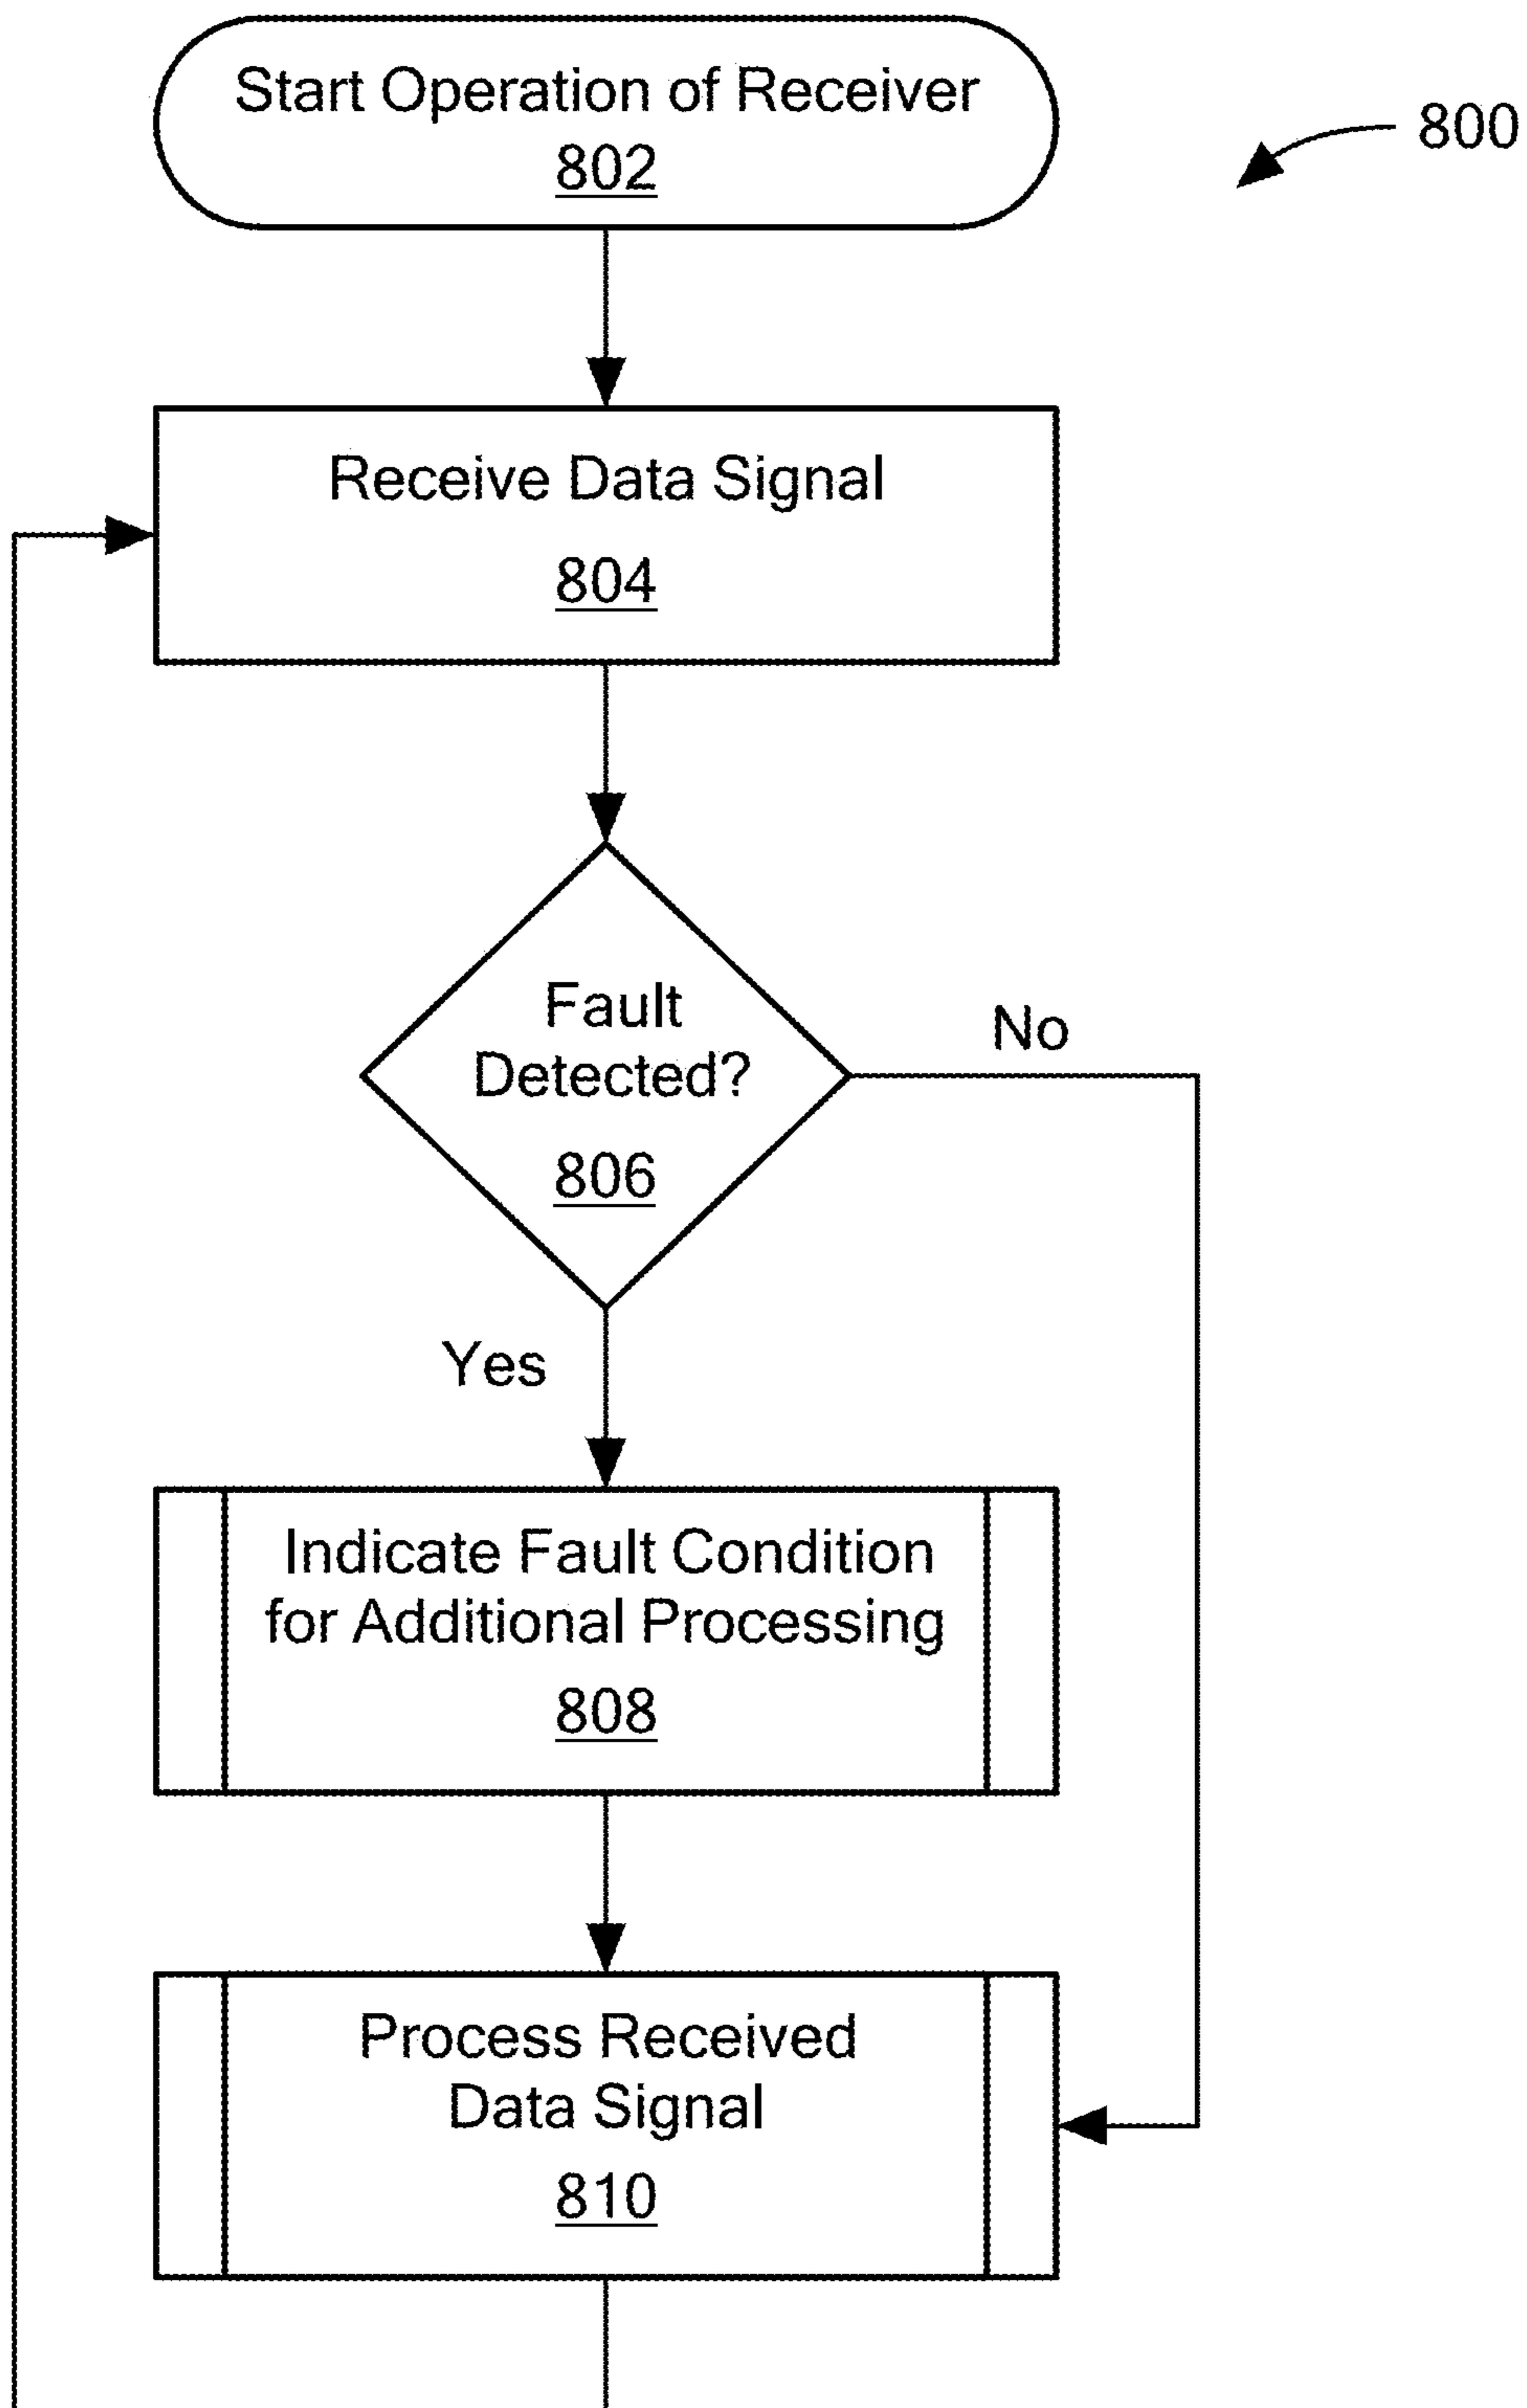 Start Operation of Receiver
802
800
Receive Data Signal
804
Fault
Detected?
806
No
Yes
Indicate Fault Condition
for Additional Processing
808
Process Received
Data Signal
810